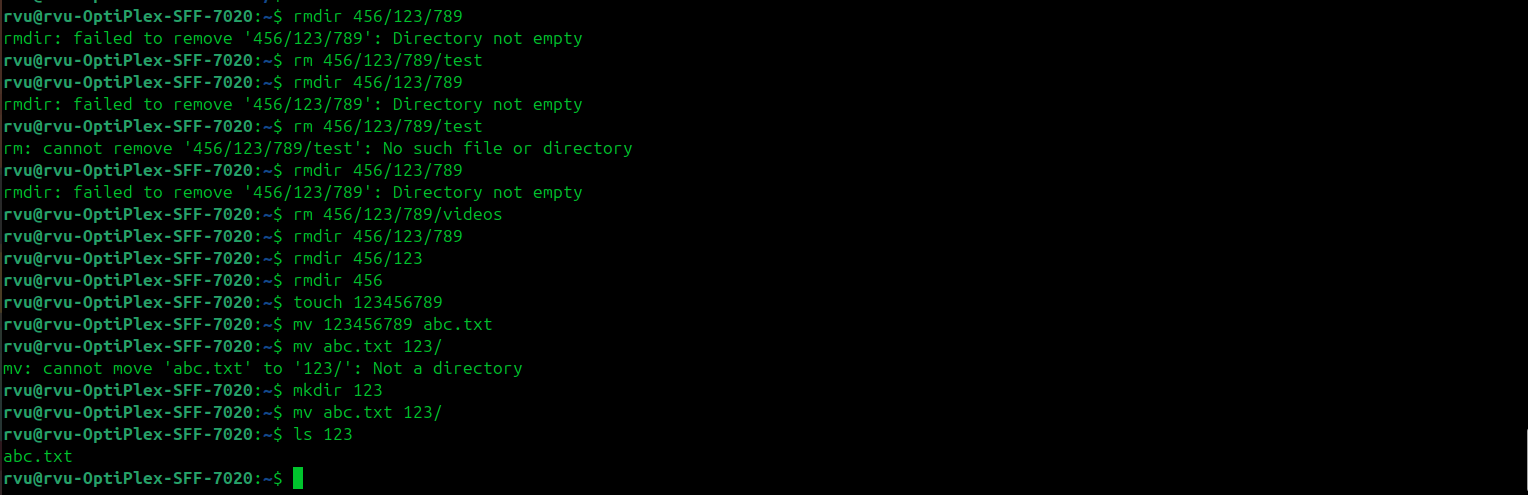 rvu@rvu-OptiPlex-SFF-7020:~$ rmdir 456/123/789
rmdir: failed to remove '456/123/789': Directory not empty
rvu@rvu-OptiPlex-SFF-7020:~$ rm 456/123/789/test
rvu@rvu-OptiPlex-SFF-7020:~$ rmdir 456/123/789
rmdir: failed to remove '456/123/789': Directory not empty
rvu@rvu-OptiPlex-SFF-7020:~$ rm 456/123/789/test
rm: cannot remove '456/123/789/test': No such file or directory
rvu@rvu-OptiPlex-SFF-7020:~$ rmdir 456/123/789
rmdir: failed to remove '456/123/789': Directory not empty
rvu@rvu-OptiPlex-SFF-7020:~$ rm 456/123/789/videos
rvu@rvu-OptiPlex-SFF-7020:~$ rmdir 456/123/789
rvu@rvu-OptiPlex-SFF-7020:~$ rmdir 456/123
rvu@rvu-OptiPlex-SFF-7020:~$ rmdir 456
rvu@rvu-OptiPlex-SFF-7020:~$ touch 123456789
rvu@rvu-OptiPlex-SFF-7020:~$ mv 123456789 abc.txt
rvu@rvu-OptiPlex-SFF-7020:~$ mv abc.txt 123/
mv: cannot move 'abc.txt' to '123/': Not a directory
rvu@rvu-OptiPlex-SFF-7020:~$ mkdir 123
rvu@rvu-OptiPlex-SFF-7020:~$ mv abc.txt 123/
rvu@rvu-OptiPlex-SFF-7020:~$ ls 123
abc.txt
rvu@rvu-OptiPlex-SFF-7020:~$